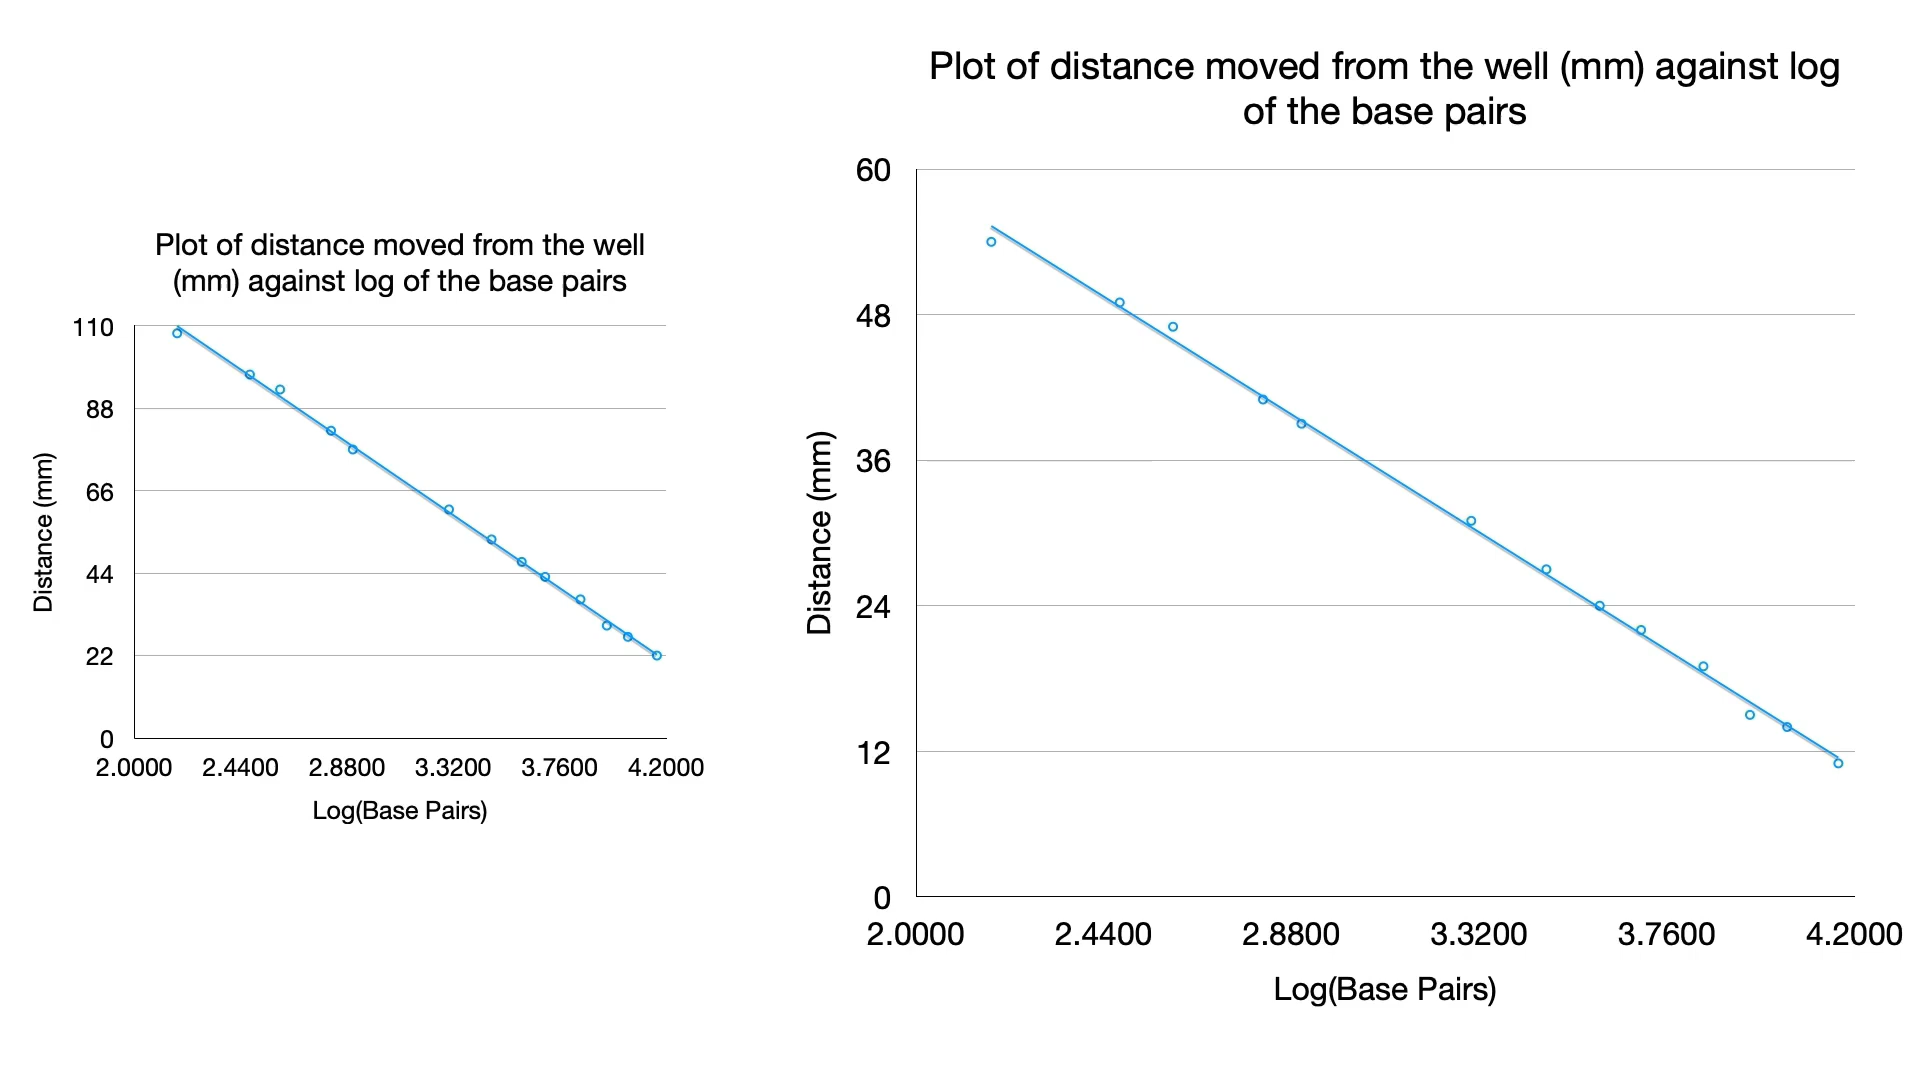 Plot of distance moved from the well
(mm) against log of the base pairs
110
88
66
44
22
0
Distance (mm)
2.0000 2.4400 2.8800 3.3200 3.7600 4.2000
Log(Base Pairs)
Plot of distance moved from the well (mm) against log
of the base pairs
60
48
36
24
12
0
Distance (mm)
2.0000 2.4400 2.8800 3.3200 3.7600 4.2000
Log(Base Pairs)